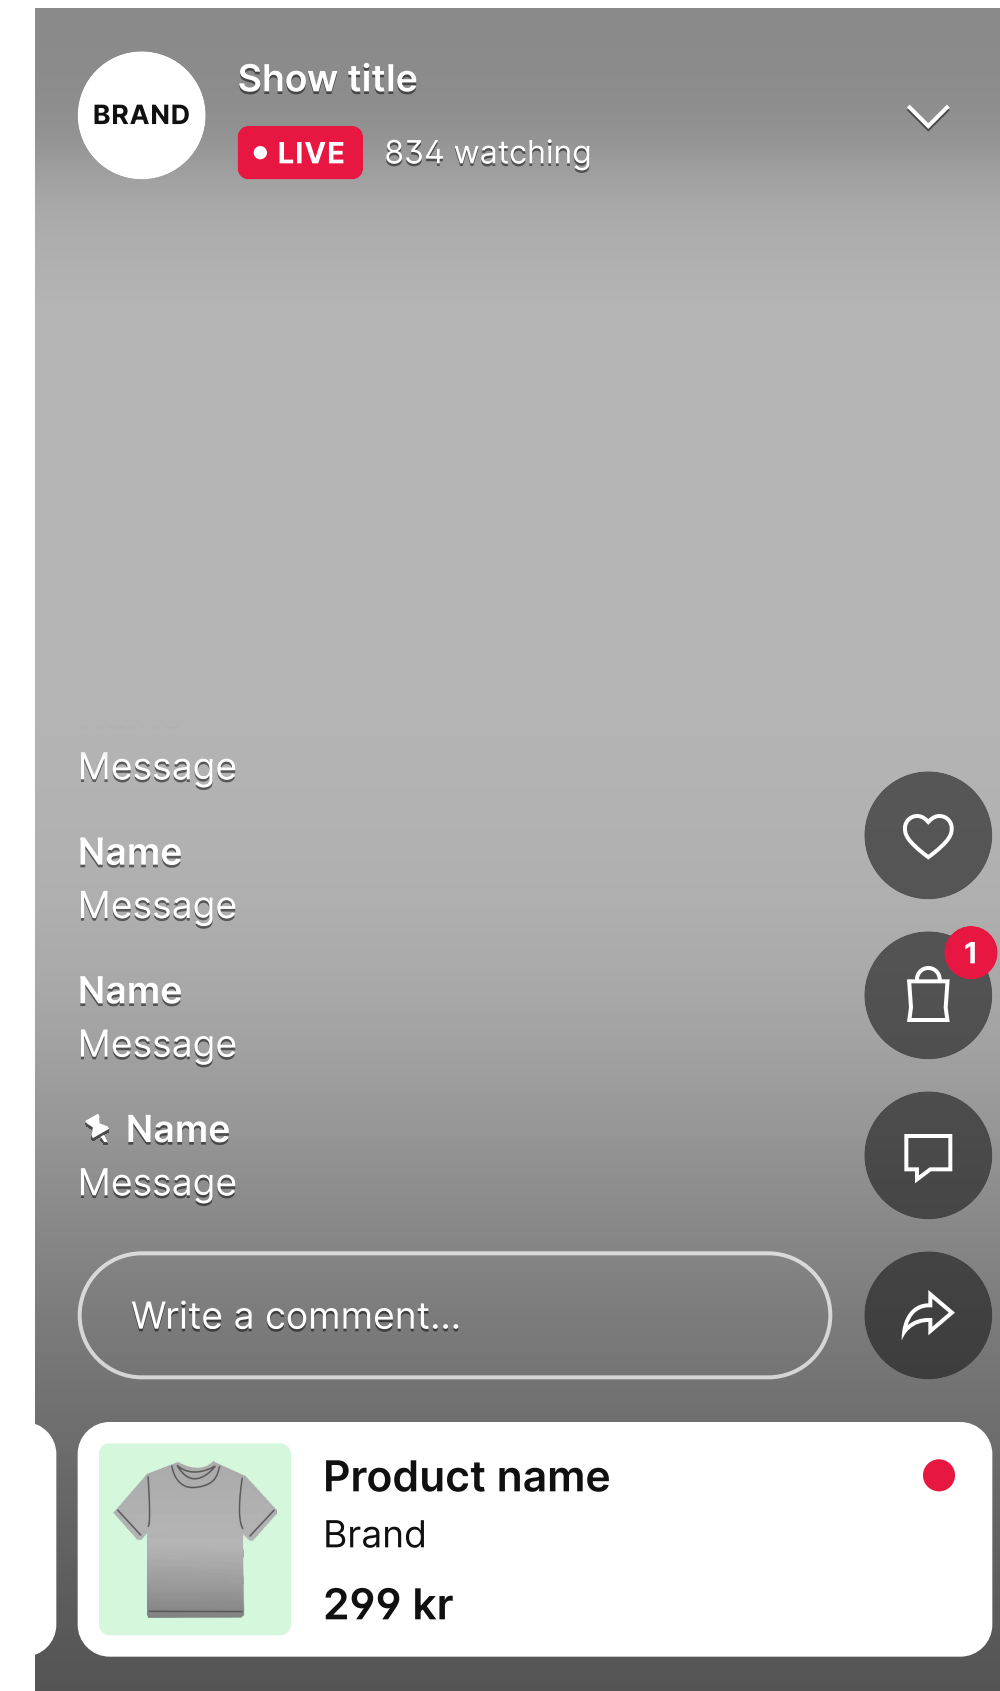 BRAND
Show title
LIVE
834 watching
Message
Name
Message
Name
Message
Name
Message
1
Write a comment...
Product name
Brand
299 kr